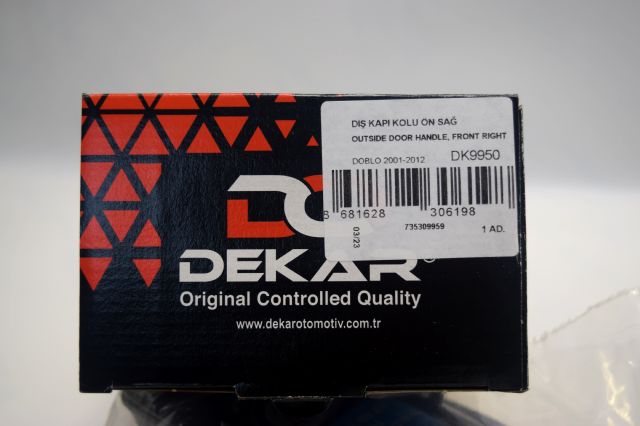 DIŞ KAPI KOLU ÖN SAĞ
OUTSIDE DOOR HANDLE, FRONT RIGHT
DOBLO 2001-2012 DK9950
8 681628 306198
03/23
735309959 1 AD.
DEKAR®
Original Controlled Quality
www.dekarotomotiv.com.tr